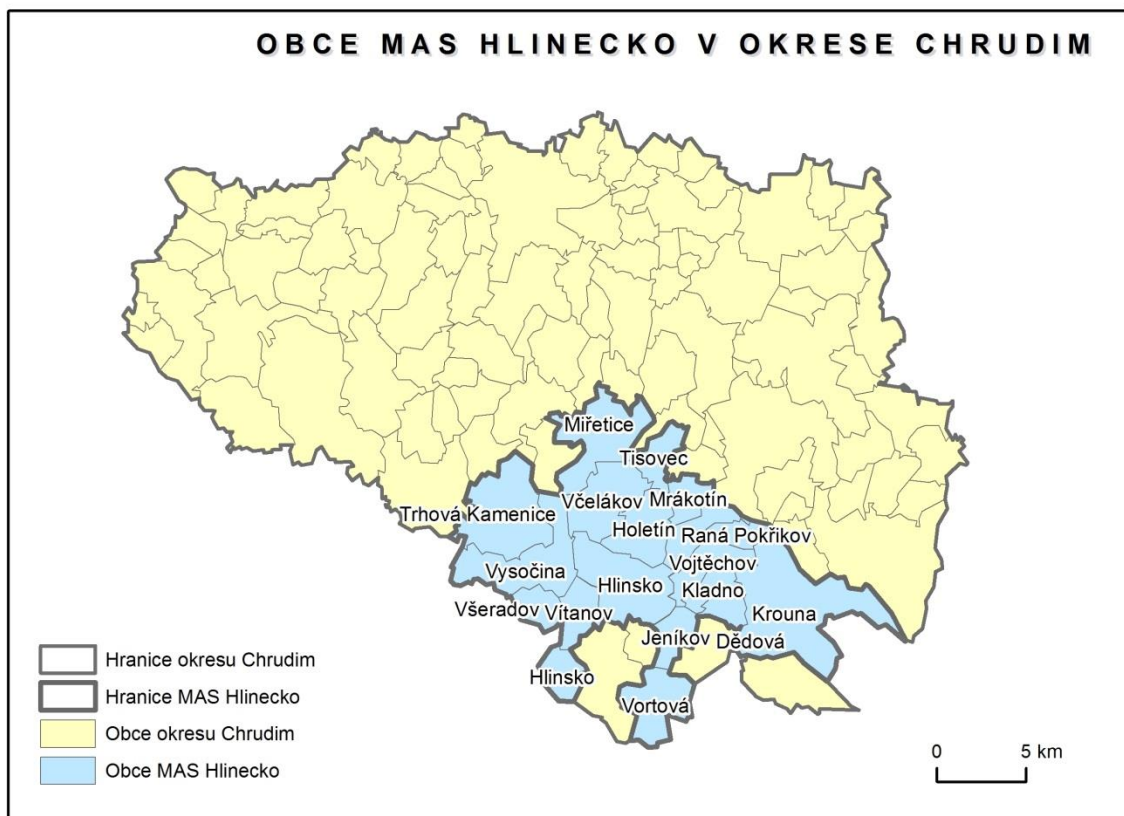 OBCE MAS HLINECKO V OKRESE CHRUDIM
Miřetice
Tisovec
Včelákov
Mrákotín
Trhová Kamenice
Holetín
Raná
Pokřikov
Vojtěchov
Vysočina
Hlinsko
Kladno
Všeradov
Vítanov
Krouna
Jeníkov
Dědová
Hlinsko
Vortová
Hranice okresu Chrudim
Hranice MAS Hlinecko
Obce okresu Chrudim
Obce MAS Hlinecko
0 5 km